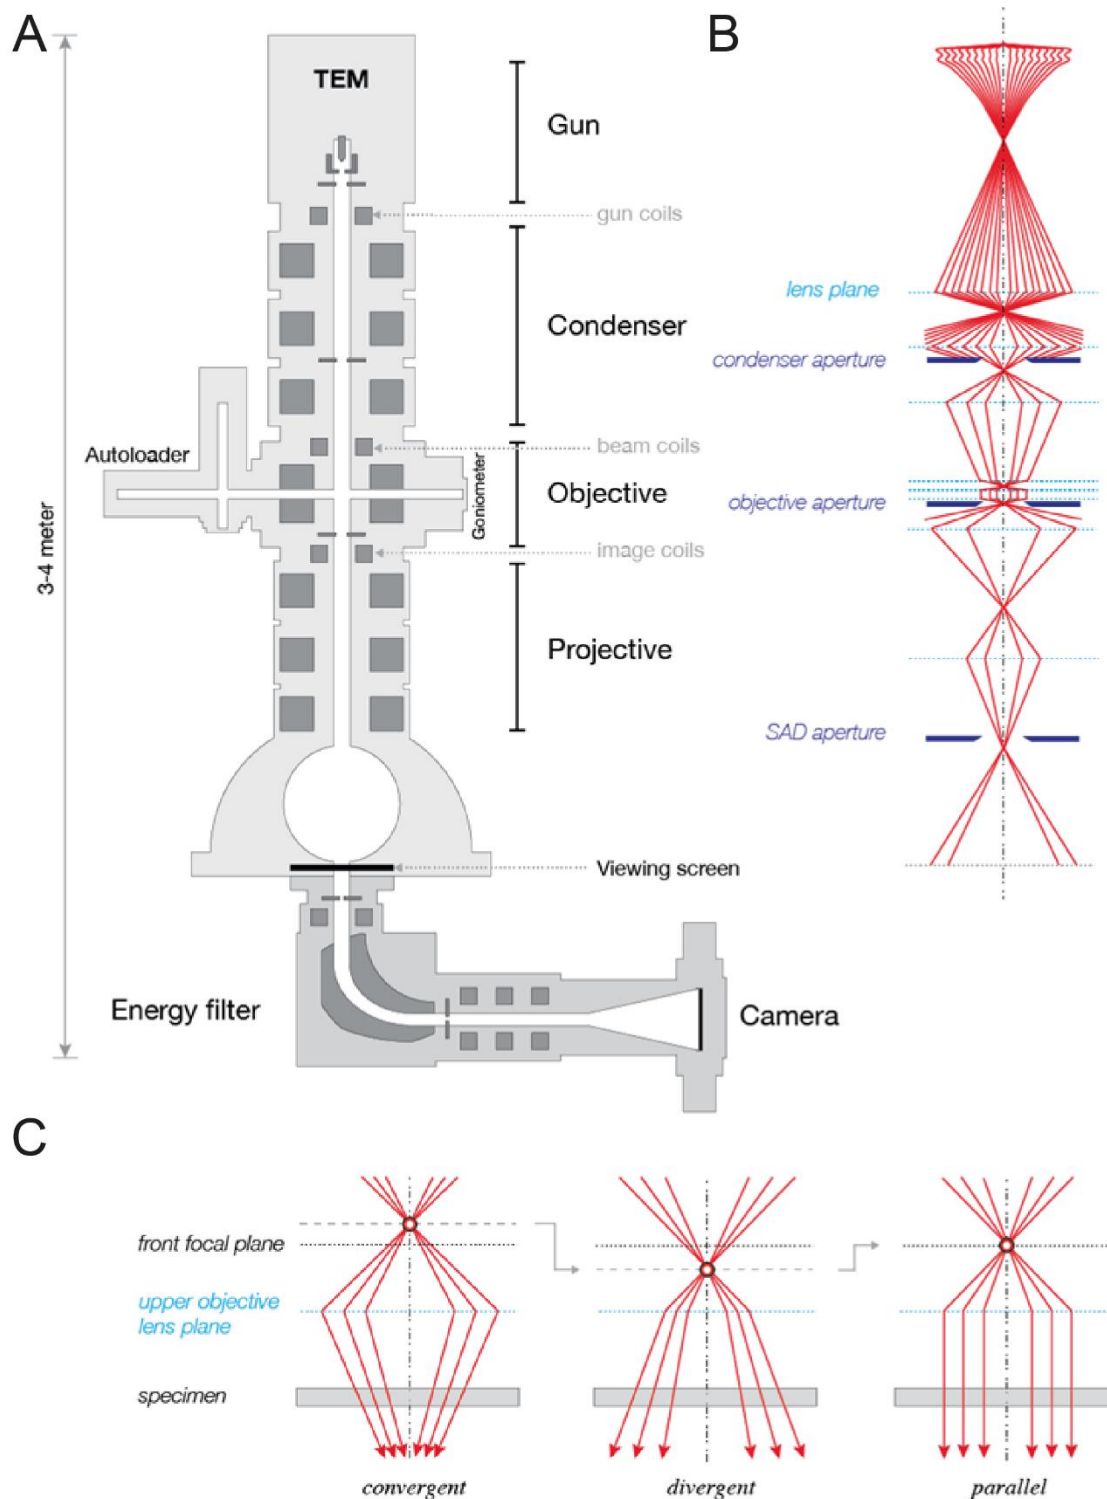 A
B
TEM
Gun
gun coils
lens plane
Condenser
condenser aperture
beam coils
Autoloader
Goniometer
Objective
objective aperture
image coils
3-4 meter
Projective
SAD aperture
Viewing screen
Energy filter
Camera
C
front focal plane
upper objective
lens plane
specimen
convergent
divergent
parallel